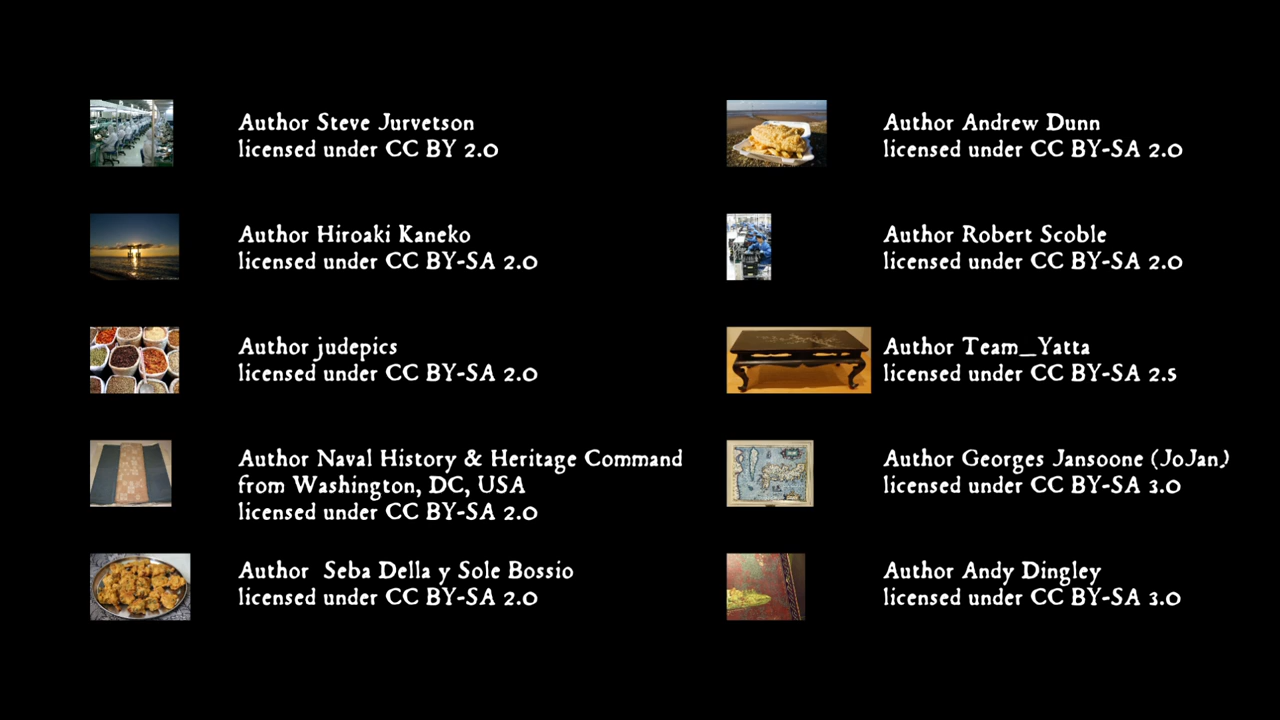 Author Steve Jurvetson
licensed under CC BY 2.0
Author Hiroaki Kaneko
licensed under CC BY-SA 2.0
Author judepics
licensed under CC BY-SA 2.0
Author Naval History & Heritage Command
from Washington, DC, USA
licensed under CC BY-SA 2.0
Author Seba Della y Sole Bossio
licensed under CC BY-SA 2.0
Author Andrew Dunn
licensed under CC BY-SA 2.0
Author Robert Scoble
licensed under CC BY-SA 2.0
Author Team_Yatta
licensed under CC BY-SA 2.5
Author Georges Jansoone (JoJan)
licensed under CC BY-SA 3.0
Author Andy Dingley
licensed under CC BY-SA 3.0